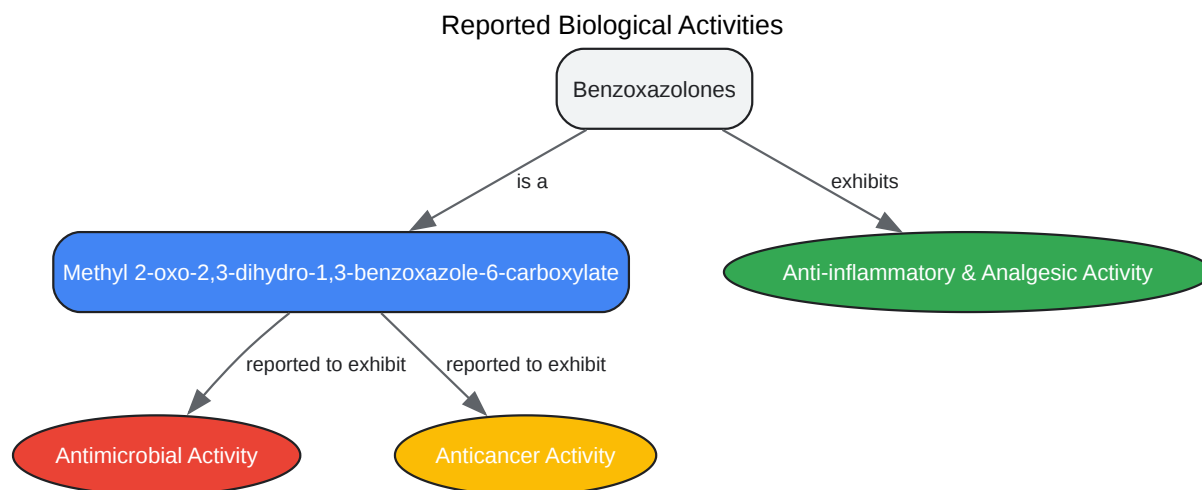 Reported Biological Activities
Benzoxazolones
is a
exhibits
Methyl 2-oxo-2,3-dihydro-1,3-benzoxazole-6-carboxylate
Anti-inflammatory & Analgesic Activity
reported to exhibit
reported to exhibit
Antimicrobial Activity
Anticancer Activity